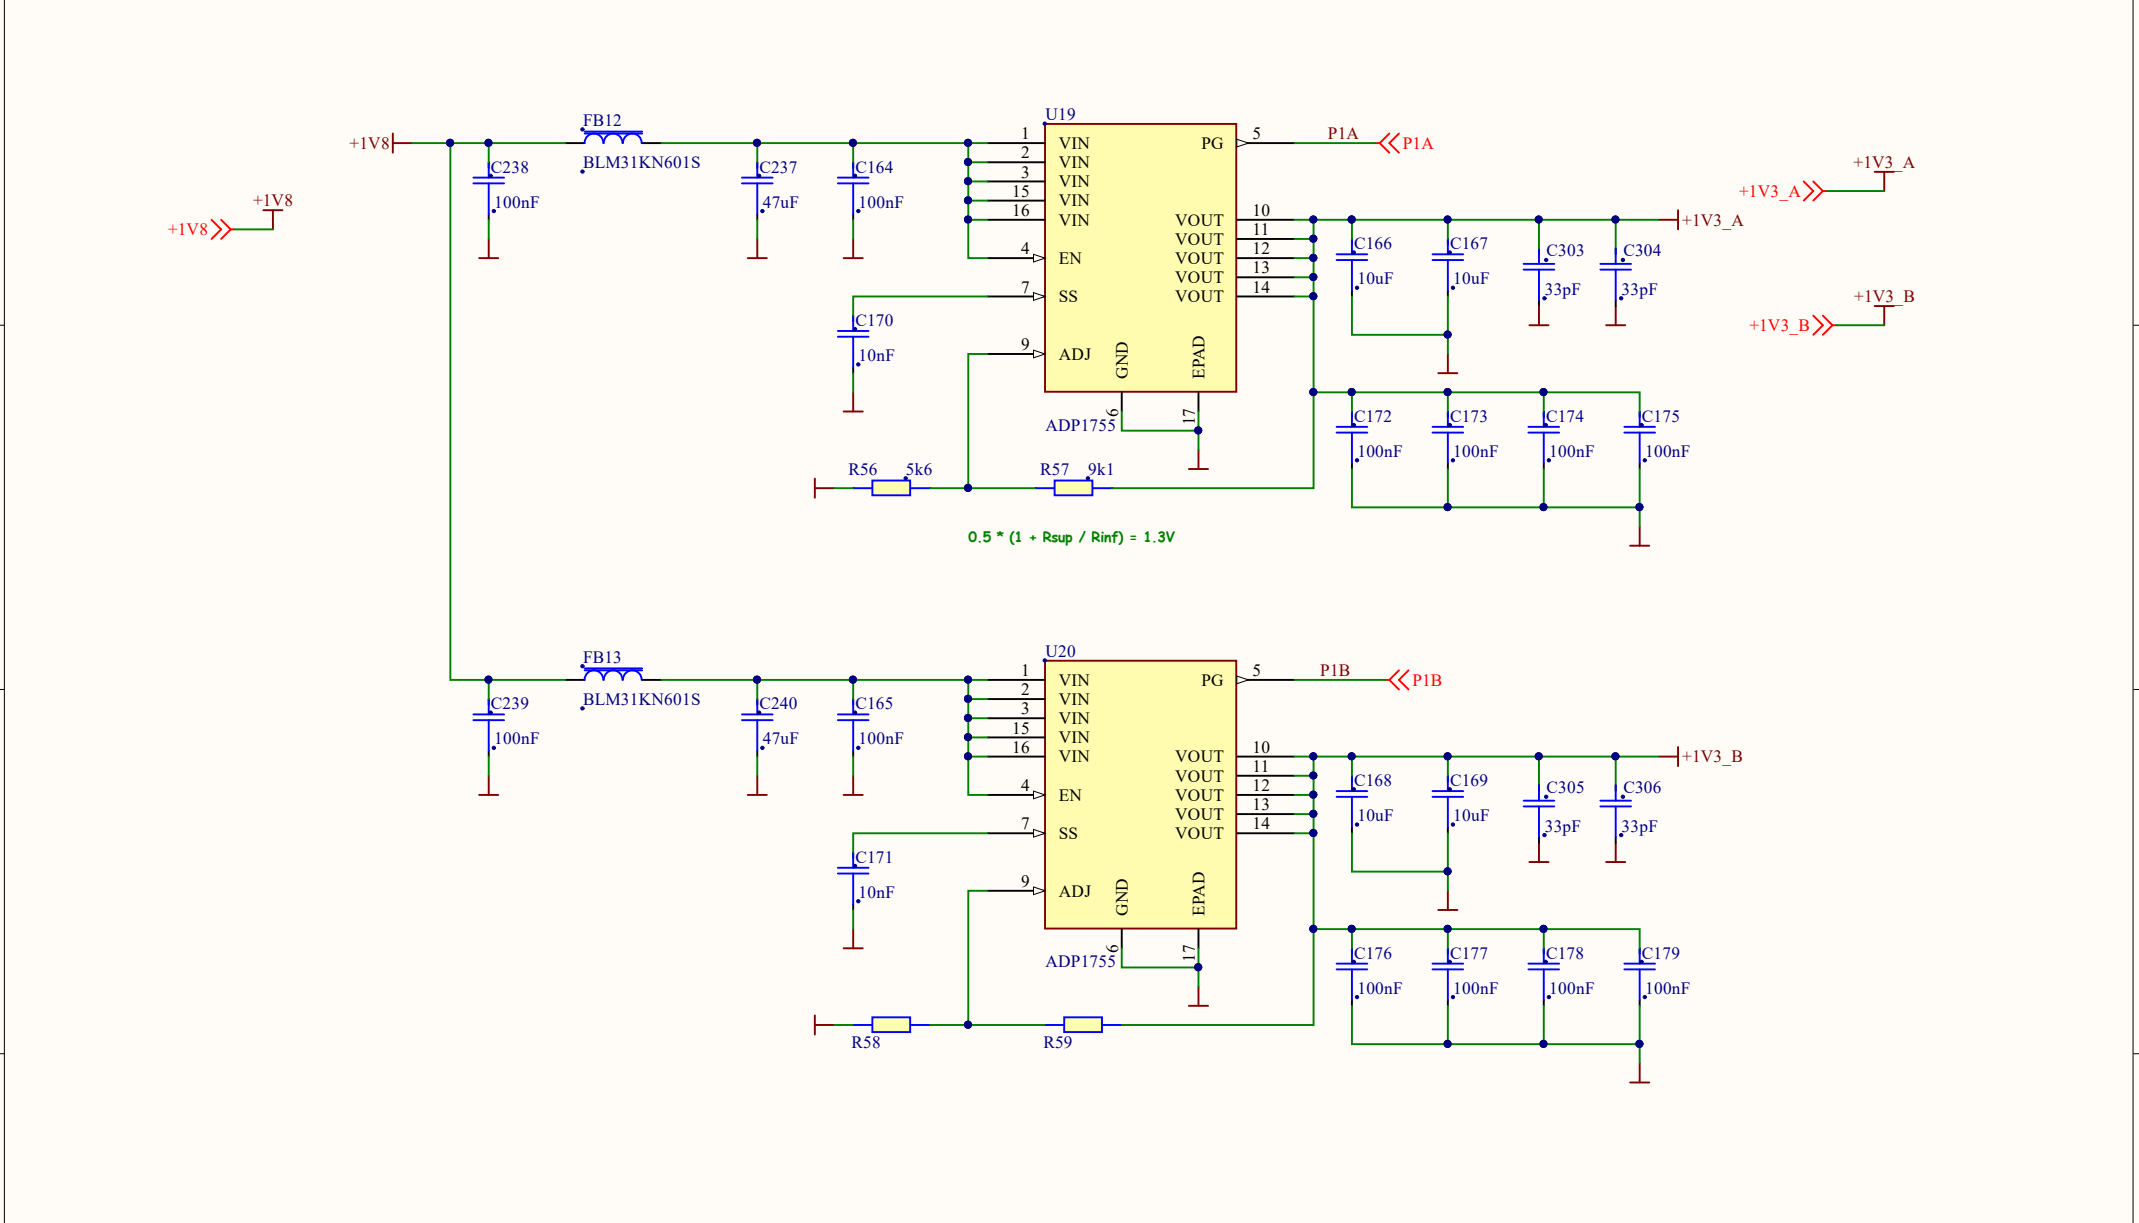 FB12
+1V8
BLM31KN601S
C238
100nF
C237
47uF
C164
100nF
+1V8
+1V8
U19
1 VIN
2 VIN
3 VIN
15 VIN
16 VIN
4 EN
7 SS
9 ADJ
PG 5 P1A P1A
VOUT 10
VOUT 11
VOUT 12
VOUT 13
VOUT 14
GND
EPAD
6
17
ADP1755
C170
10nF
+1V3_A
C166
10uF
C167
10uF
C303
33pF
C304
33pF
+1V3_A
+1V3_A
+1V3_B
+1V3_B
C172
100nF
C173
100nF
C174
100nF
C175
100nF
R56 5k6
R57 9k1
0.5 * (1 + Rsup / Rinf) = 1.3V
FB13
BLM31KN601S
C239
100nF
C240
47uF
C165
100nF
U20
1 VIN
2 VIN
3 VIN
15 VIN
16 VIN
4 EN
7 SS
9 ADJ
PG 5 P1B P1B
VOUT 10
VOUT 11
VOUT 12
VOUT 13
VOUT 14
GND
EPAD
6
17
ADP1755
C171
10nF
+1V3_B
C168
10uF
C169
10uF
C305
33pF
C306
33pF
C176
100nF
C177
100nF
C178
100nF
C179
100nF
R58
R59